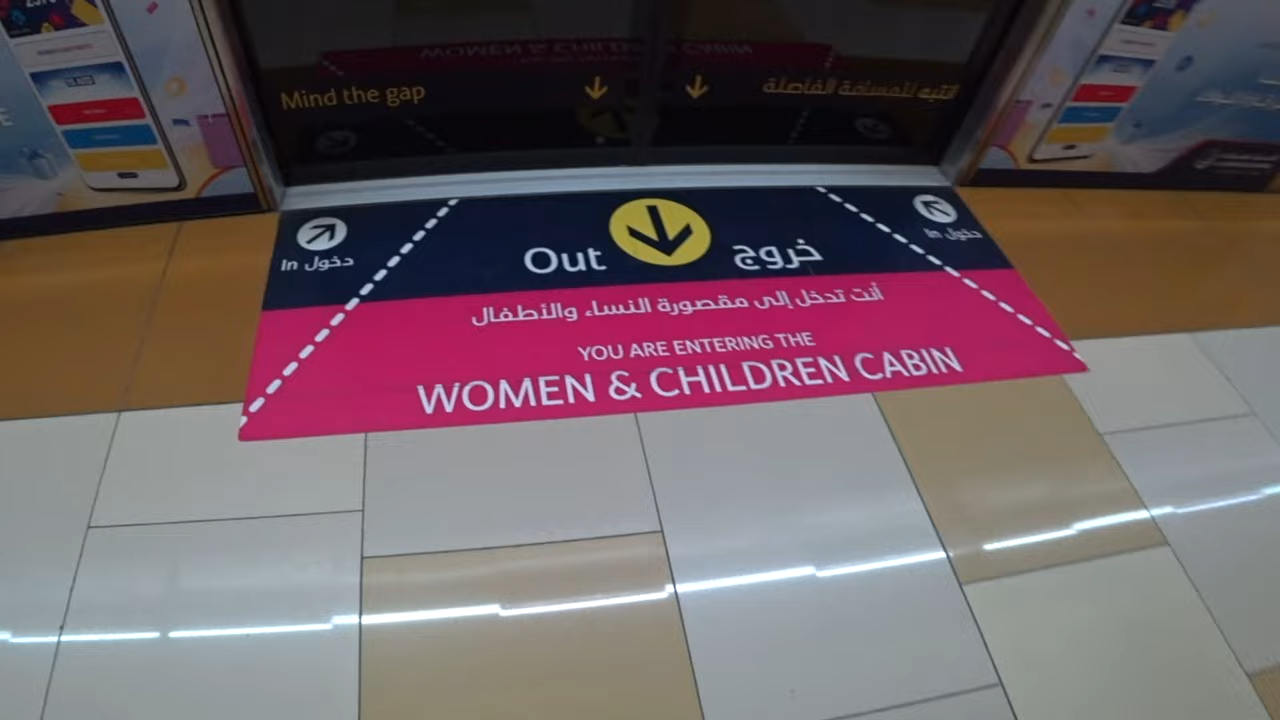 Mind the gap
انتبه للمسافة الفاصلة
In دخول
Out خروج
In دخول
أنت تدخل إلى مقصورة النساء والأطفال
YOU ARE ENTERING THE
WOMEN & CHILDREN CABIN